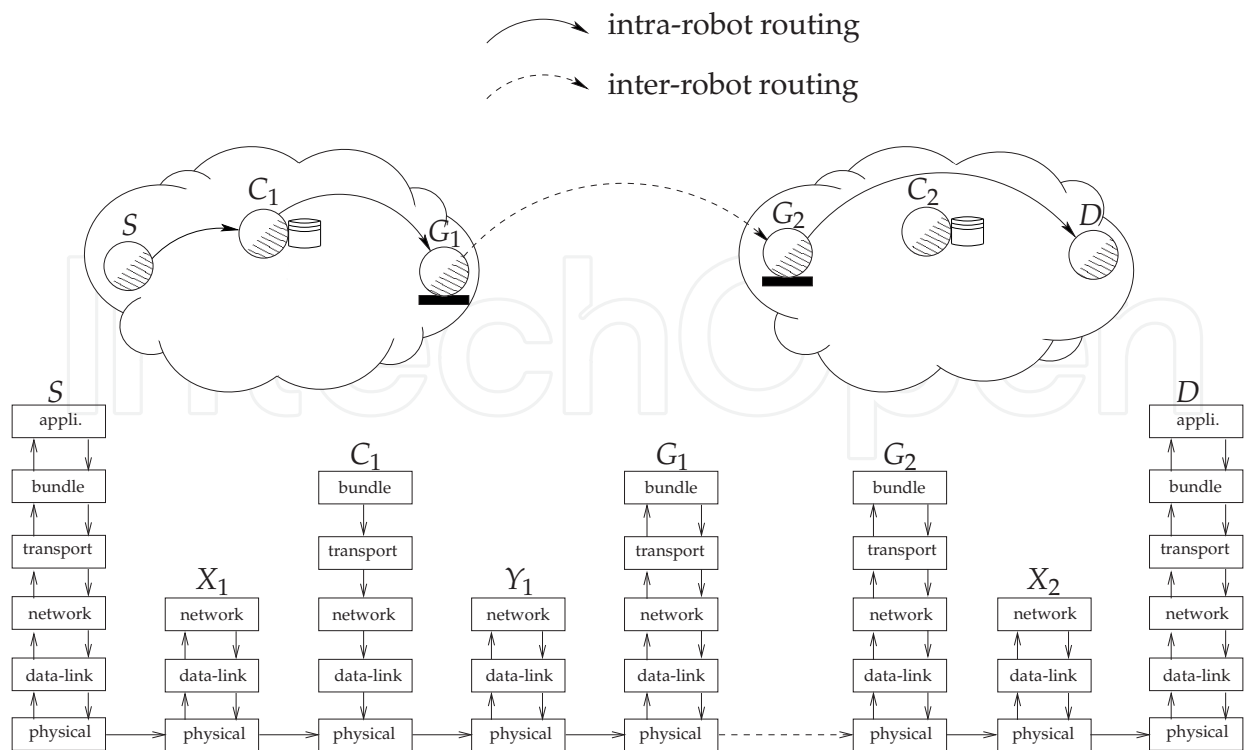 intra-robot routing
inter-robot routing
S
C1
G1
G2
C2
D
IntechOpen
S
D
appli.
appli.
C1
G1
G2
bundle
bundle
bundle
bundle
bundle
transport
transport
transport
transport
transport
X1
Y1
X2
network
network
network
network
network
network
network
network
data-link
data-link
data-link
data-link
data-link
data-link
data-link
data-link
physical
physical
physical
physical
physical
physical
physical
physical